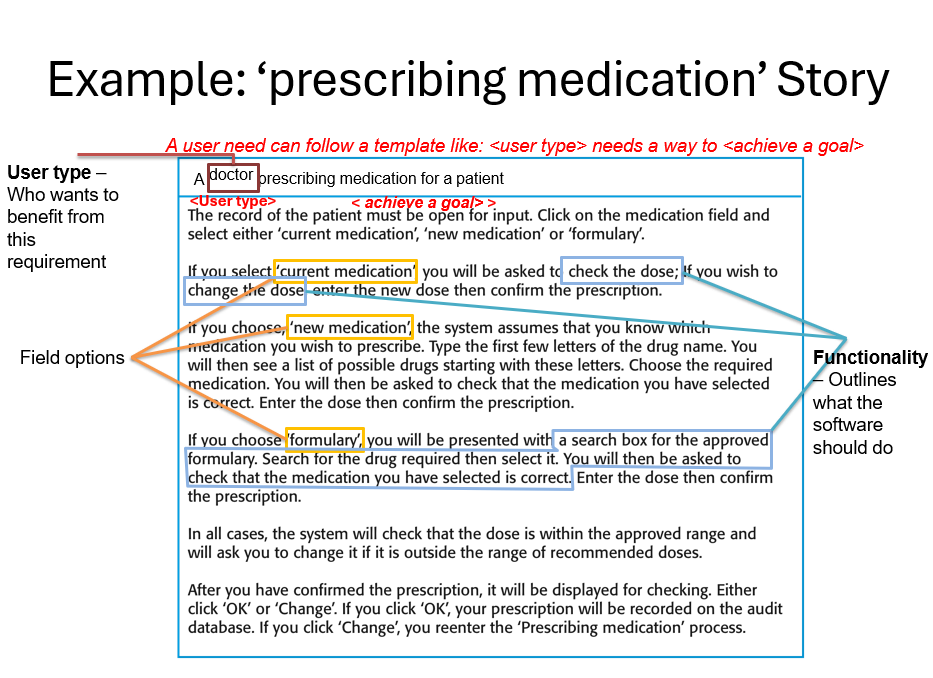 Example: ‘prescribing medication’ Story
A user need can follow a template like: <user type> needs a way to <achieve a goal>
User type –
Who wants to
benefit from
this
requirement
A doctor prescribing medication for a patient
<User type>
< achieve a goal> >
The record of the patient must be open for input. Click on the medication field and
select either ‘current medication’, ‘new medication’ or ‘formulary’.
If you select ‘current medication’ you will be asked to check the dose; If you wish to
change the dose, enter the new dose then confirm the prescription.
If you choose, ‘new medication’, the system assumes that you know which
medication you wish to prescribe. Type the first few letters of the drug name. You
will then see a list of possible drugs starting with these letters. Choose the required
medication. You will then be asked to check that the medication you have selected
is correct. Enter the dose then confirm the prescription.
If you choose ‘formulary’, you will be presented with a search box for the approved
formulary. Search for the drug required then select it. You will then be asked to
check that the medication you have selected is correct. Enter the dose then confirm
the prescription.
In all cases, the system will check that the dose is within the approved range and
will ask you to change it if it is outside the range of recommended doses.
After you have confirmed the prescription, it will be displayed for checking. Either
click ‘OK’ or ‘Change’. If you click ‘OK’, your prescription will be recorded on the audit
database. If you click ‘Change’, you reenter the ‘Prescribing medication’ process.
Field options
Functionality
– Outlines
what the
software
should do